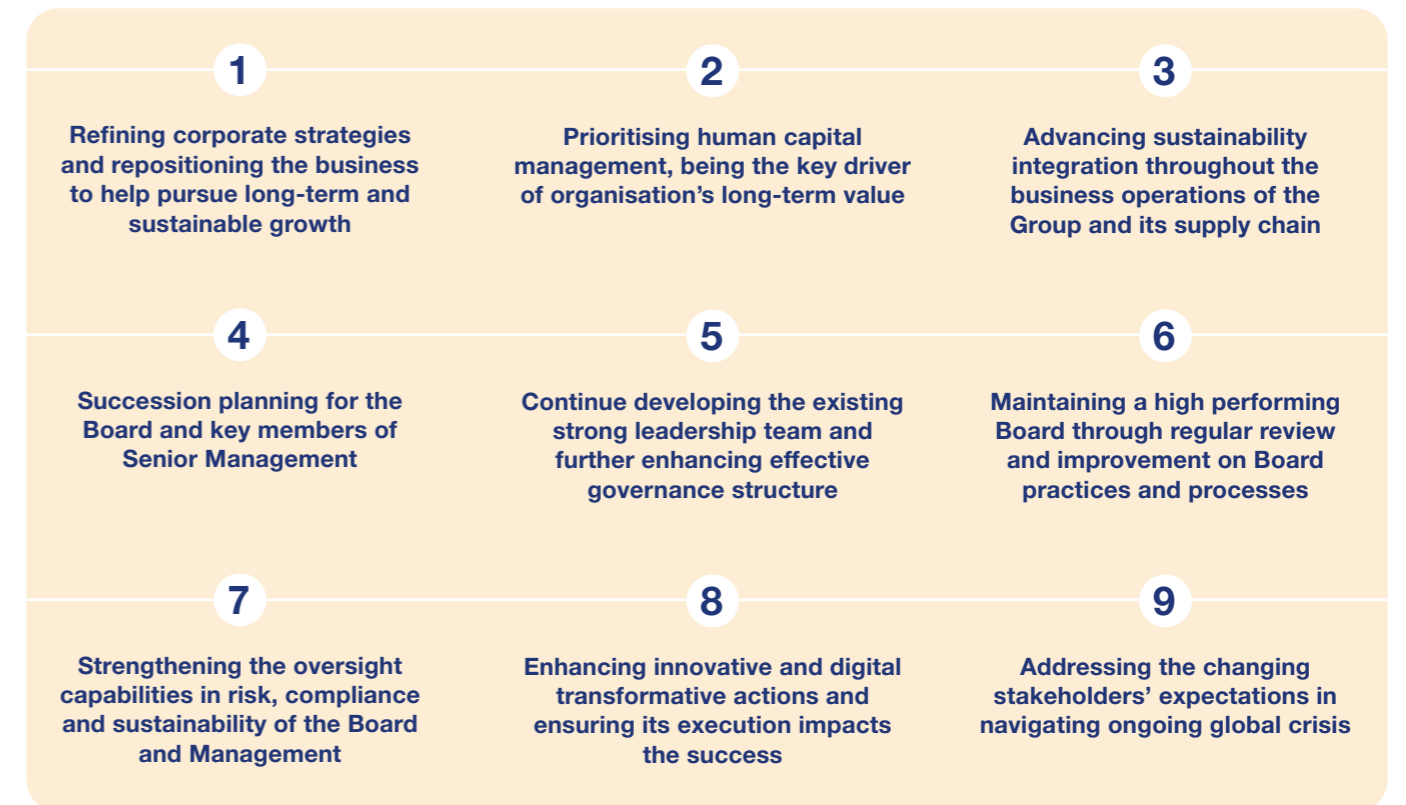 1
Refining corporate strategies
and repositioning the business
to help pursue long-term and
sustainable growth
2
Prioritising human capital
management, being the key driver
of organisation’s long-term value
3
Advancing sustainability
integration throughout the
business operations of the
Group and its supply chain
4
Succession planning for the
Board and key members of
Senior Management
5
Continue developing the existing
strong leadership team and
further enhancing effective
governance structure
6
Maintaining a high performing
Board through regular review
and improvement on Board
practices and processes
7
Strengthening the oversight
capabilities in risk, compliance
and sustainability of the Board
and Management
8
Enhancing innovative and digital
transformative actions and
ensuring its execution impacts
the success
9
Addressing the changing
stakeholders’ expectations in
navigating ongoing global crisis